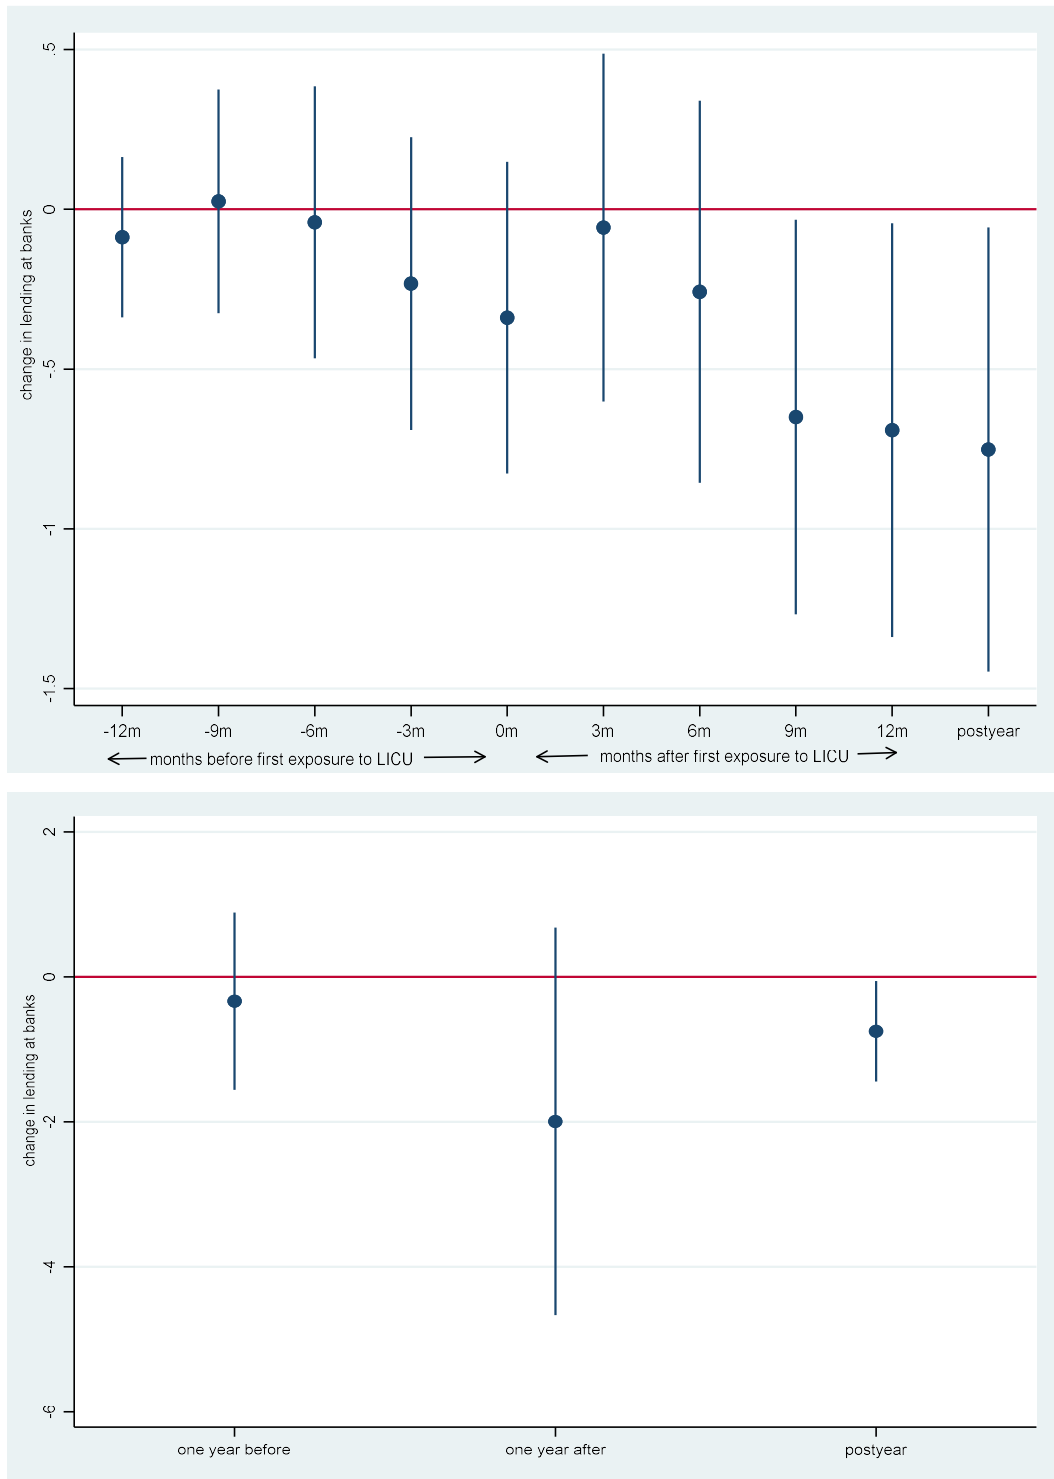 change in lending at banks
.5
0
-.5
-1
-1.5
-12m -9m -6m -3m 0m 3m 6m 9m 12m postyear
months before first exposure to LICU months after first exposure to LICU
change in lending at banks
2
0
-2
-4
-6
one year before one year after postyear